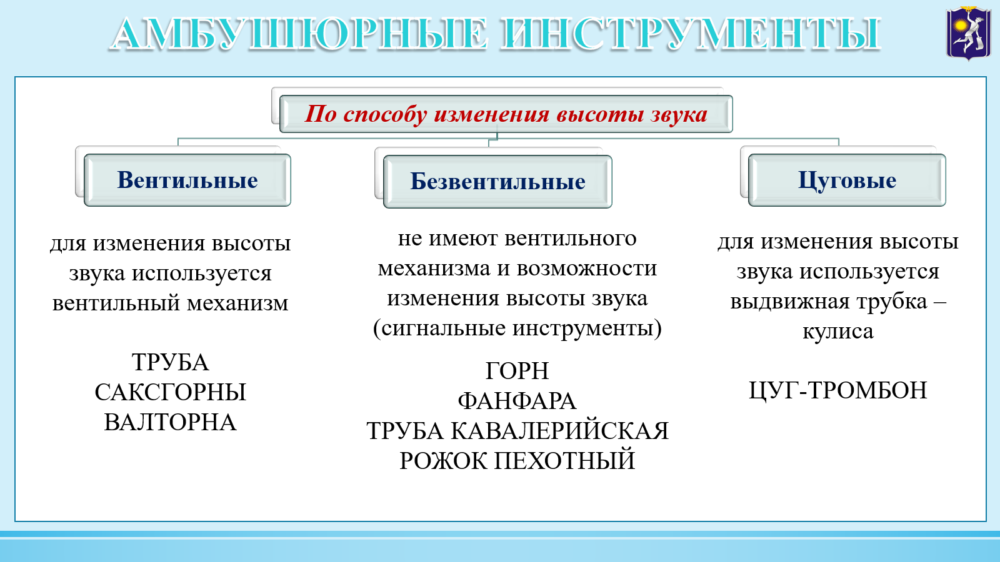 АМБУШЮРНЫЕ ИНСТРУМЕНТЫ
По способу изменения высоты звука
Вентильные
для изменения высоты
звука используется
вентильный механизм
ТРУБА
САКСГОРНЫ
ВАЛТОРНА
Безвентильные
не имеют вентильного
механизма и возможности
изменения высоты звука
(сигнальные инструменты)
ГОРН
ФАНФАРА
ТРУБА КАВАЛЕРИЙСКАЯ
РОЖОК ПЕХОТНЫЙ
Цуговые
для изменения высоты
звука используется
выдвижная трубка –
кулиса
ЦУГ-ТРОМБОН